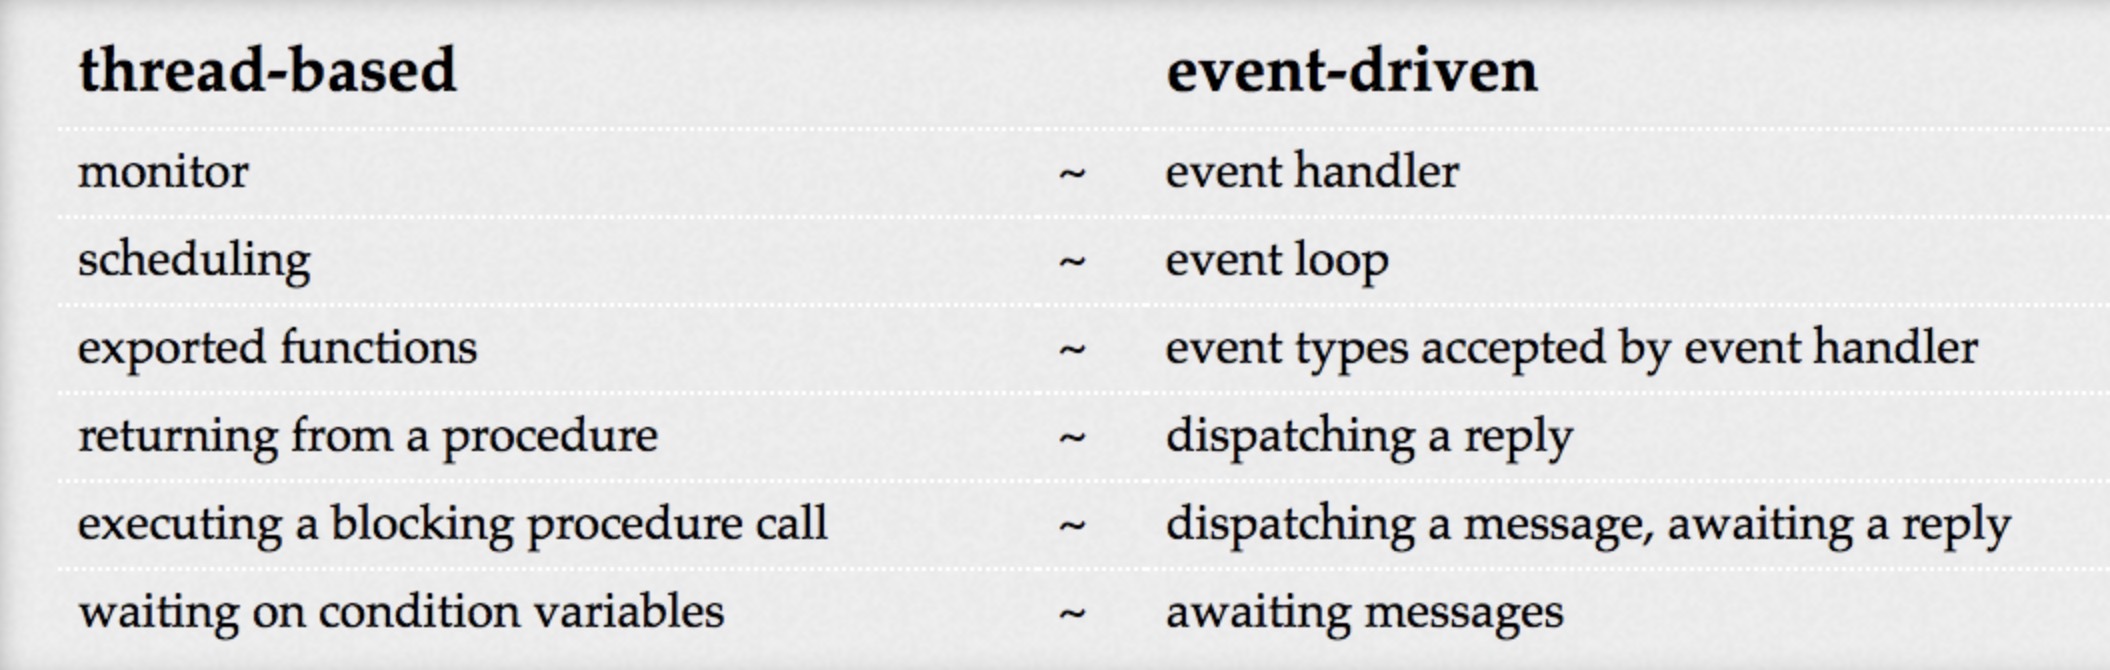 thread-based event-driven
monitor ~ event handler
scheduling ~ event loop
exported functions ~ event types accepted by event handler
returning from a procedure ~ dispatching a reply
executing a blocking procedure call ~ dispatching a message, awaiting a reply
waiting on condition variables ~ awaiting messages